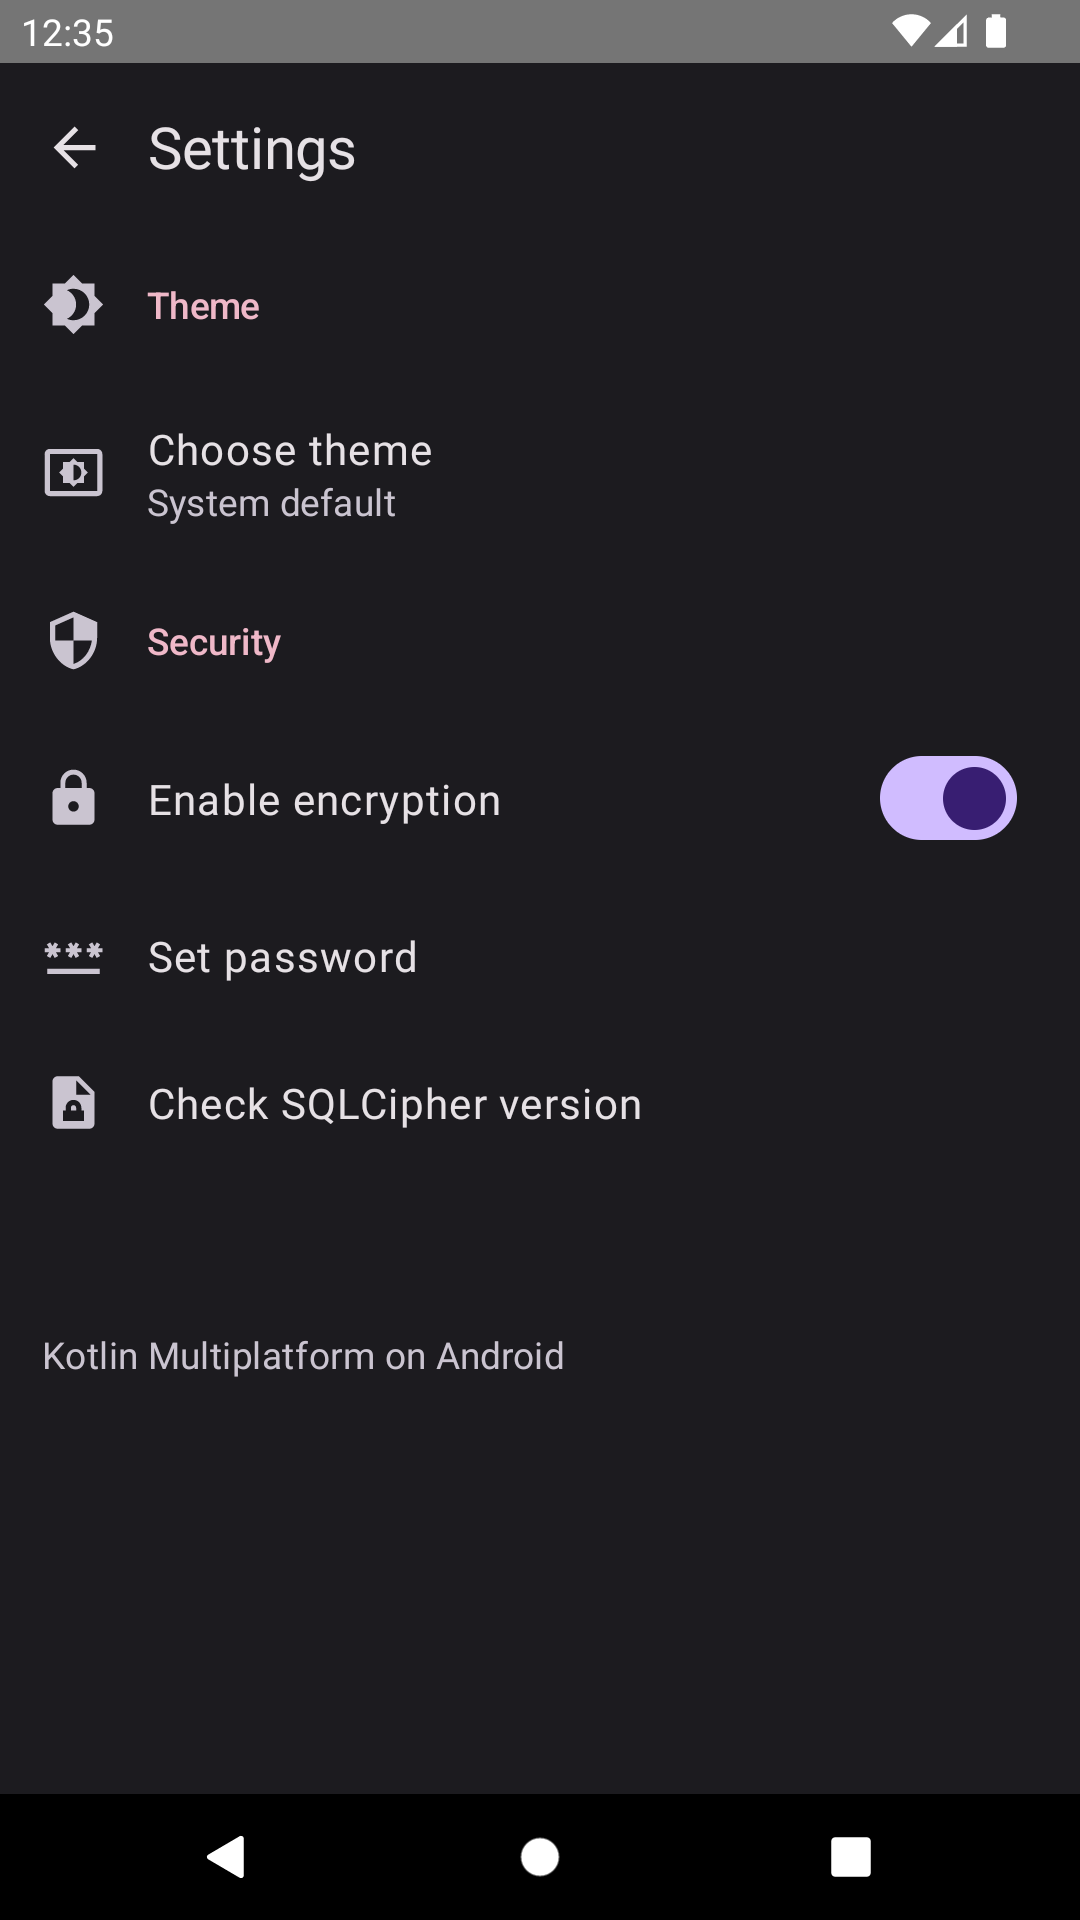 12:35
Settings
Theme
Choose theme
System default
Security
Enable encryption
Set password
Check SQLCipher version
Kotlin Multiplatform on Android